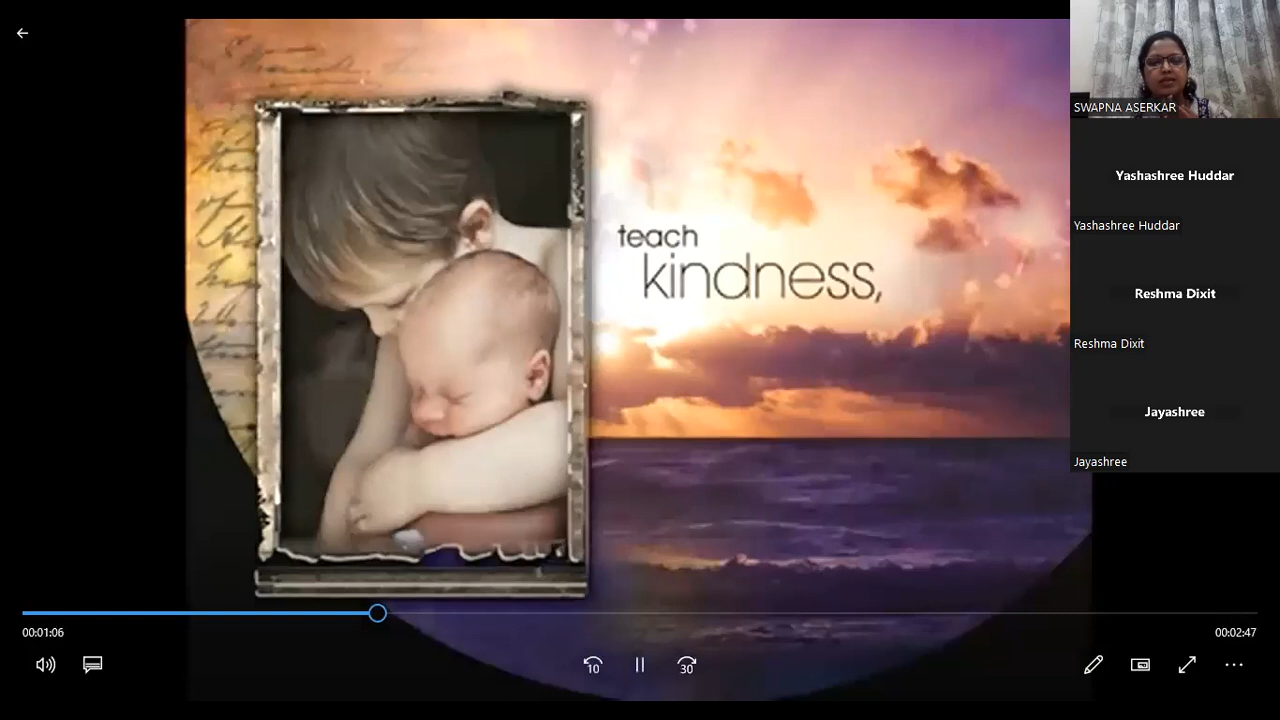 SWAPNA ASERKAR
teach
kindness,
Yashashree Huddar
Yashashree Huddar
Reshma Dixit
Reshma Dixit
Jayashree
Jayashree
00:01:06
00:02:47
10
30